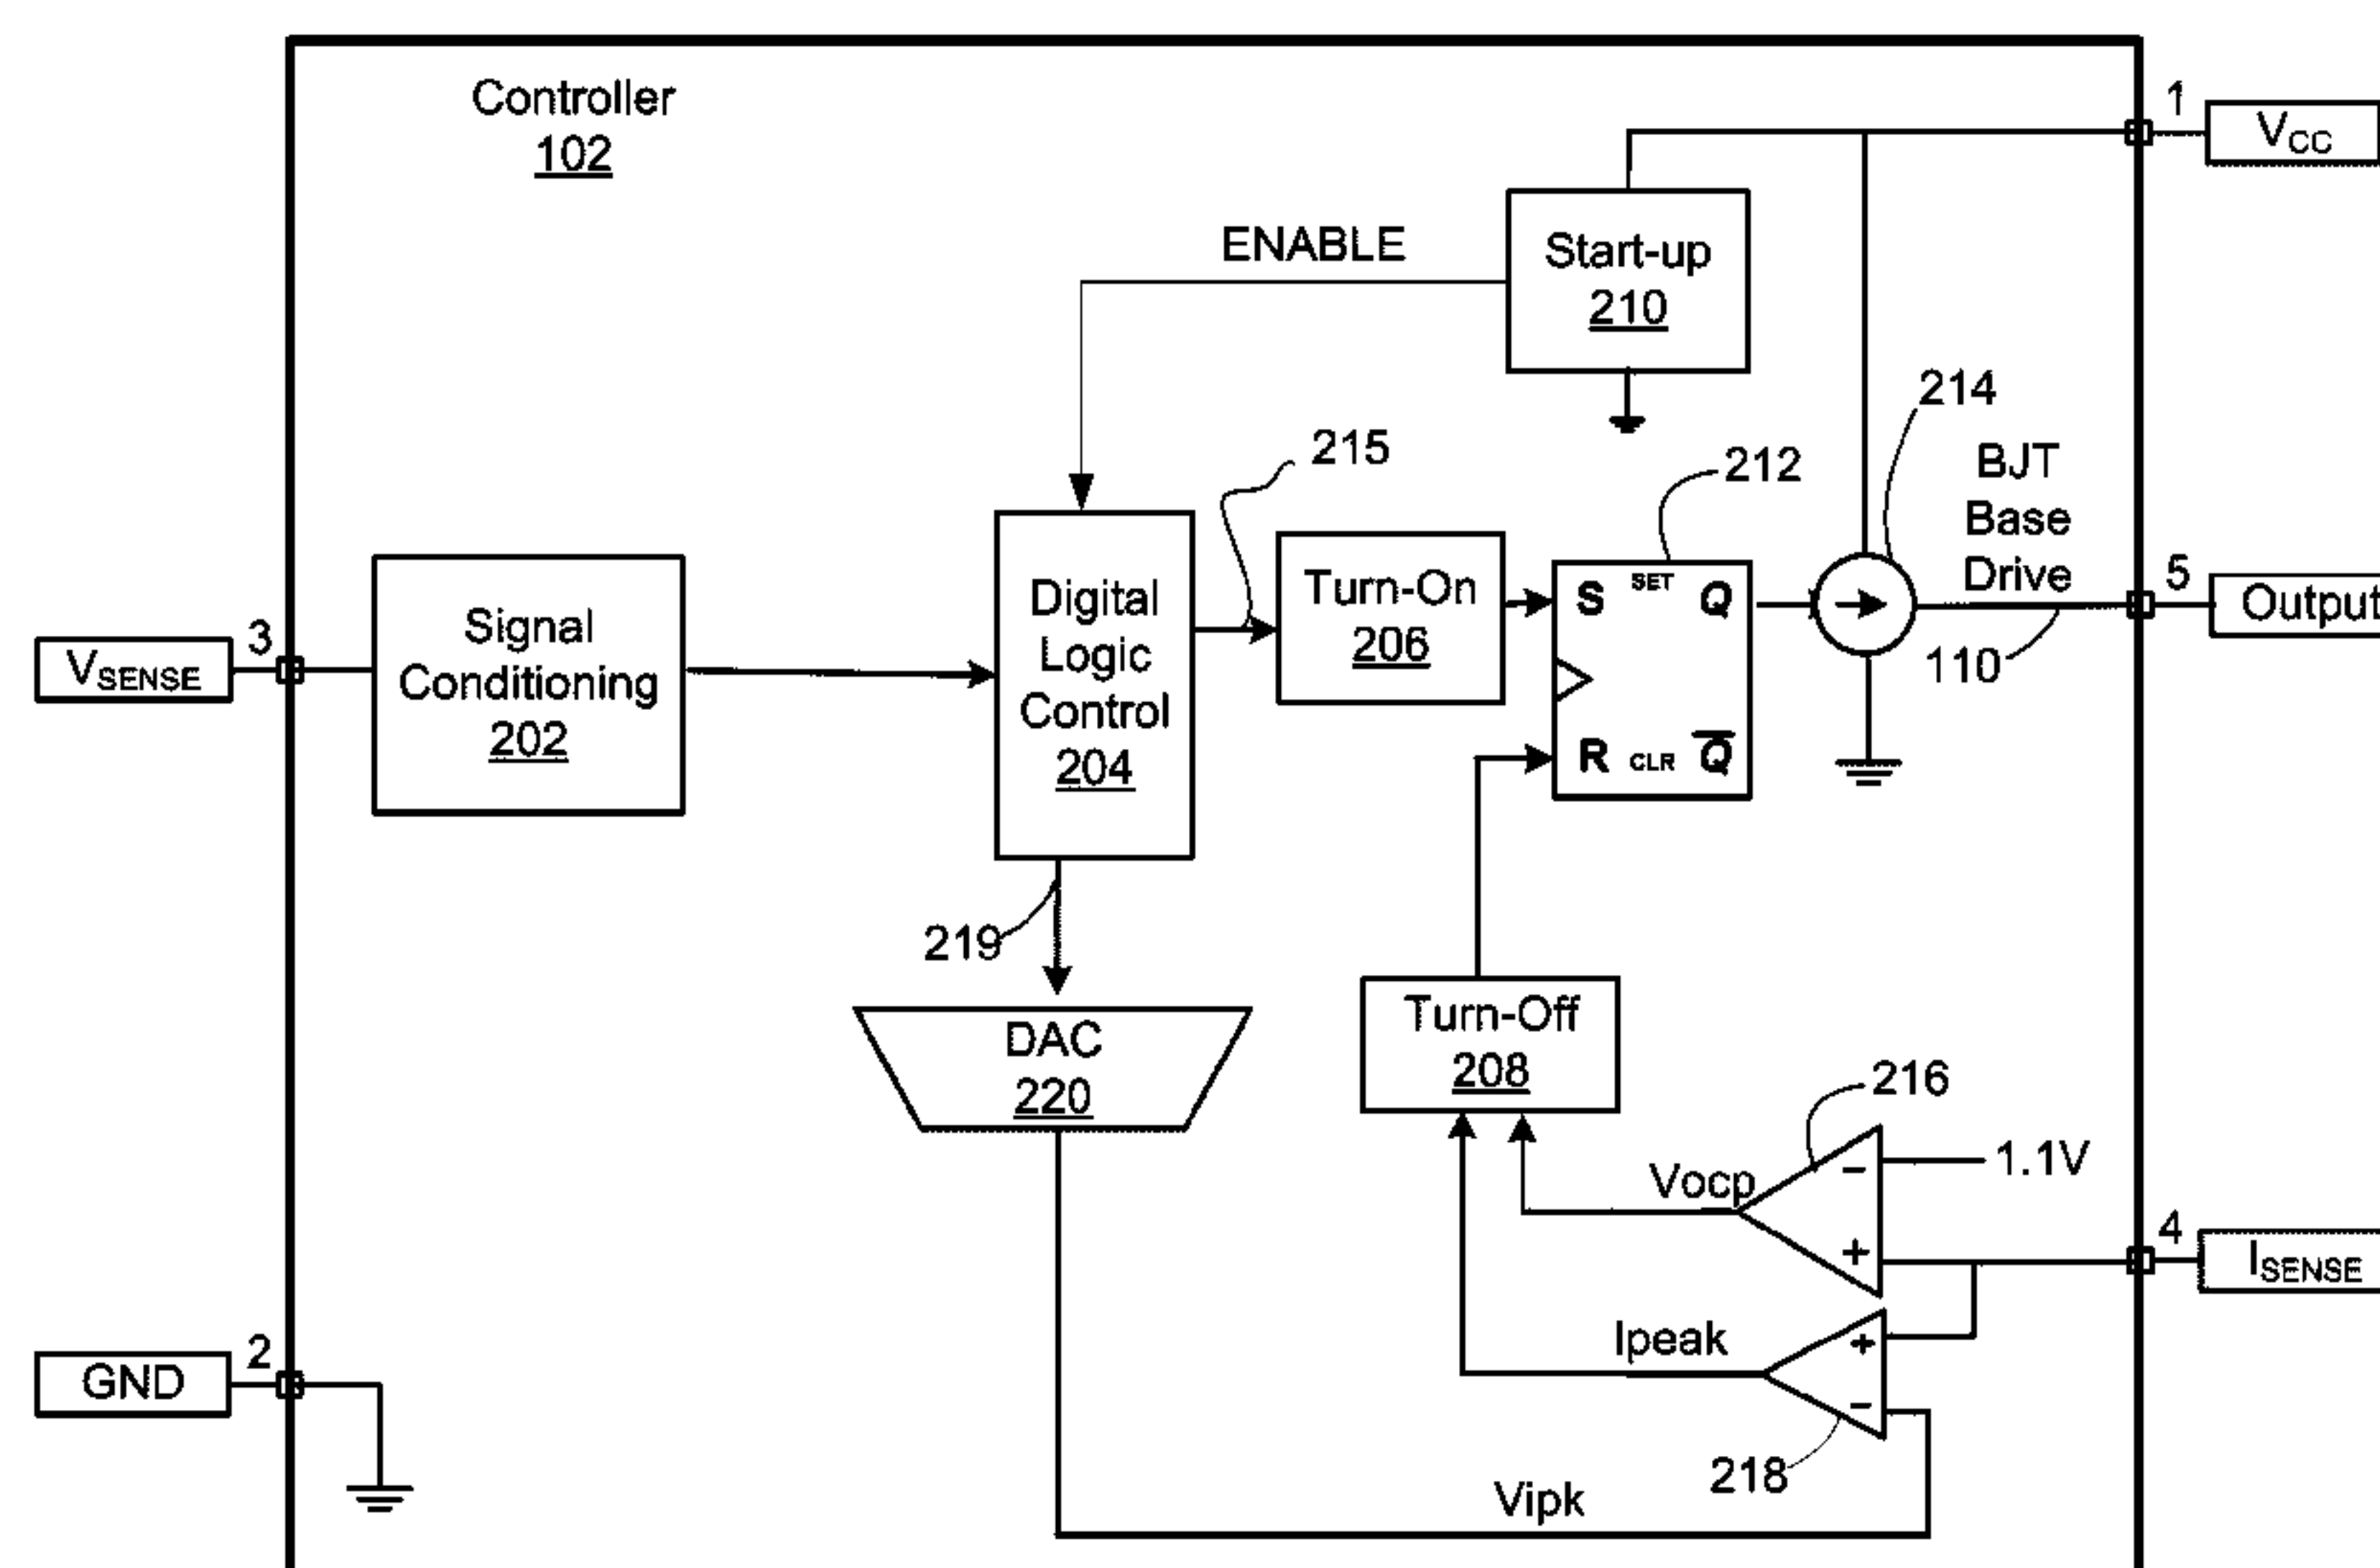 Controller
102
1
VCC
ENABLE
Start-up
210
214
215
212
BJT
Base
Drive
VSENSE
3
Signal
Conditioning
202
Digital
Logic
Control
204
Turn-On
206
S SET Q
R CLR Q̅
110
5
Output
219
DAC
220
Turn-Off
208
216
Vocp
1.1V
−
+
4
ISENSE
Ipeak
+
−
218
GND
2
Vipk